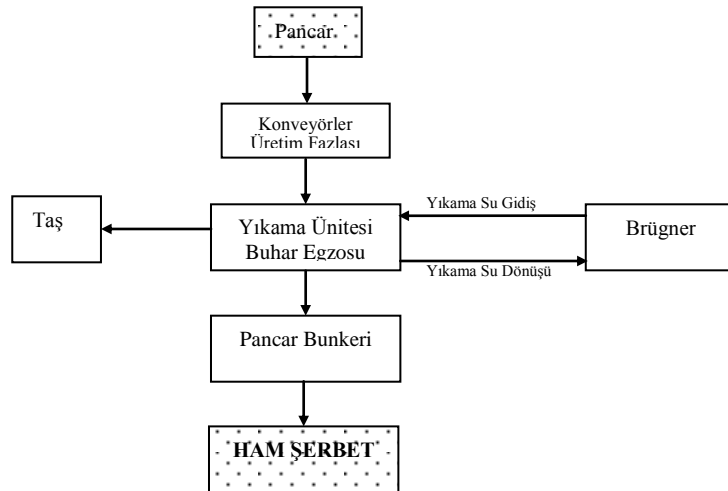 Pancar
Konveyörler
Üretim Fazlası
Taş
Yıkama Ünitesi
Buhar Egzosu
Yıkama Su Gidiş
Yıkama Su Dönüşü
Brügner
Pancar Bunkeri
HAM ŞERBET